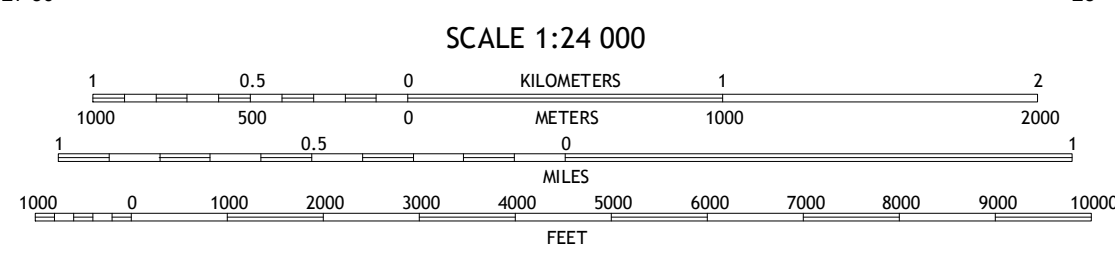 SCALE 1:24 000
1 0.5 0 KILOMETERS 1 2
1000 500 0 METERS 1000 2000
1 0.5 0 1
MILES
1000 0 1000 2000 3000 4000 5000 6000 7000 8000 9000 10000
FEET